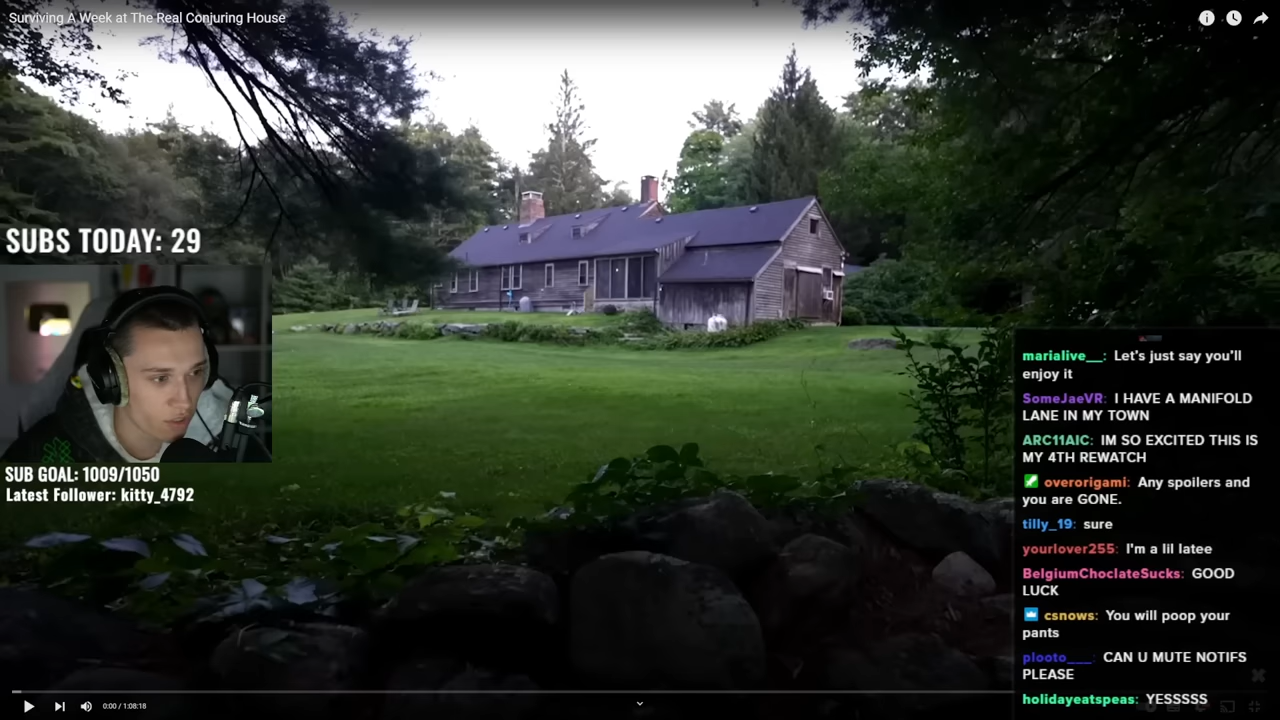 Surviving A Week at The Real Conjuring House
SUBS TODAY: 29
SUB GOAL: 1009/1050
Latest Follower: kitty_4792
marialive__: Let's just say you'll
enjoy it
SomeJaeVR: I HAVE A MANIFOLD
LANE IN MY TOWN
ARC11AIC: IM SO EXCITED THIS IS
MY 4TH REWATCH
overorigami: Any spoilers and
you are GONE.
tilly_19: sure
yourlover255: I'm a lil latee
BelgiumChoclateSucks: GOOD
LUCK
csnows: You will poop your
pants
plooto___: CAN U MUTE NOTIFS
PLEASE
holidayeatspeas: YESSSSS
0:00 / 1:08:18